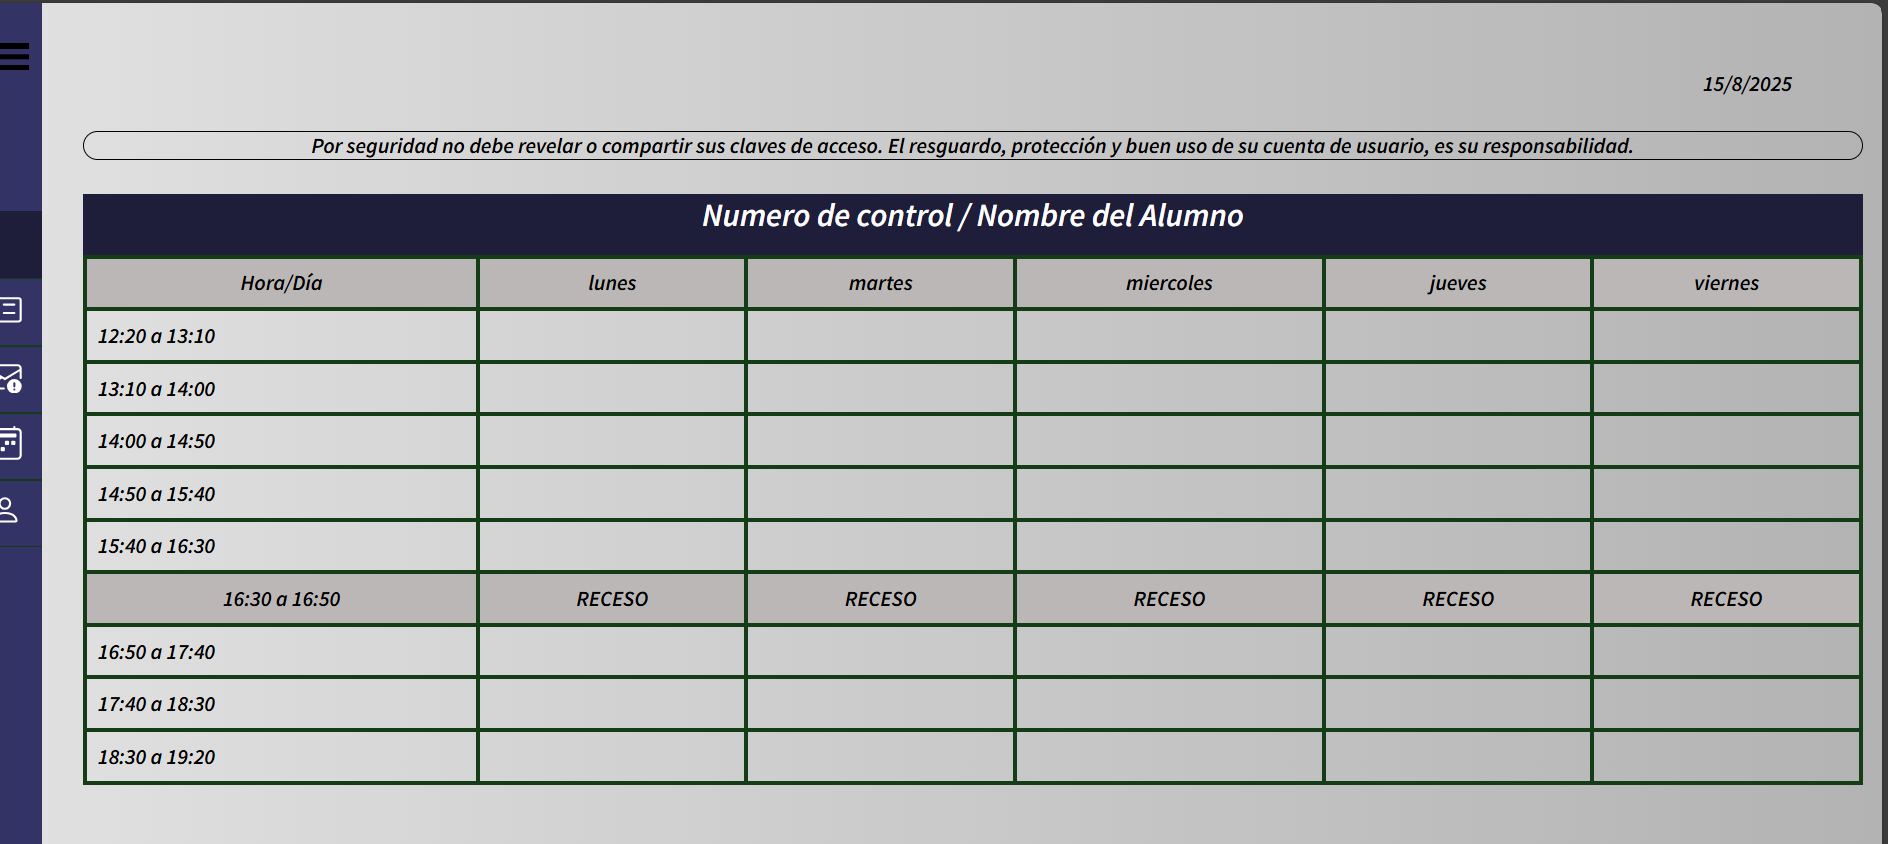 15/8/2025
Por seguridad no debe revelar o compartir sus claves de acceso. El resguardo, protección y buen uso de su cuenta de usuario, es su responsabilidad.
Numero de control / Nombre del Alumno
Hora/Día lunes martes miercoles jueves viernes
12:20 a 13:10
13:10 a 14:00
14:00 a 14:50
14:50 a 15:40
15:40 a 16:30
16:30 a 16:50 RECESO RECESO RECESO RECESO RECESO
16:50 a 17:40
17:40 a 18:30
18:30 a 19:20